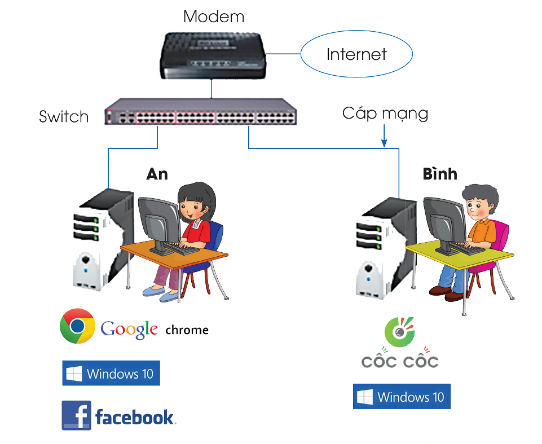 Modem
Internet
Switch
Cáp mạng
An
Bình
Google chrome
CỐC CỐC
Windows 10
Windows 10
facebook